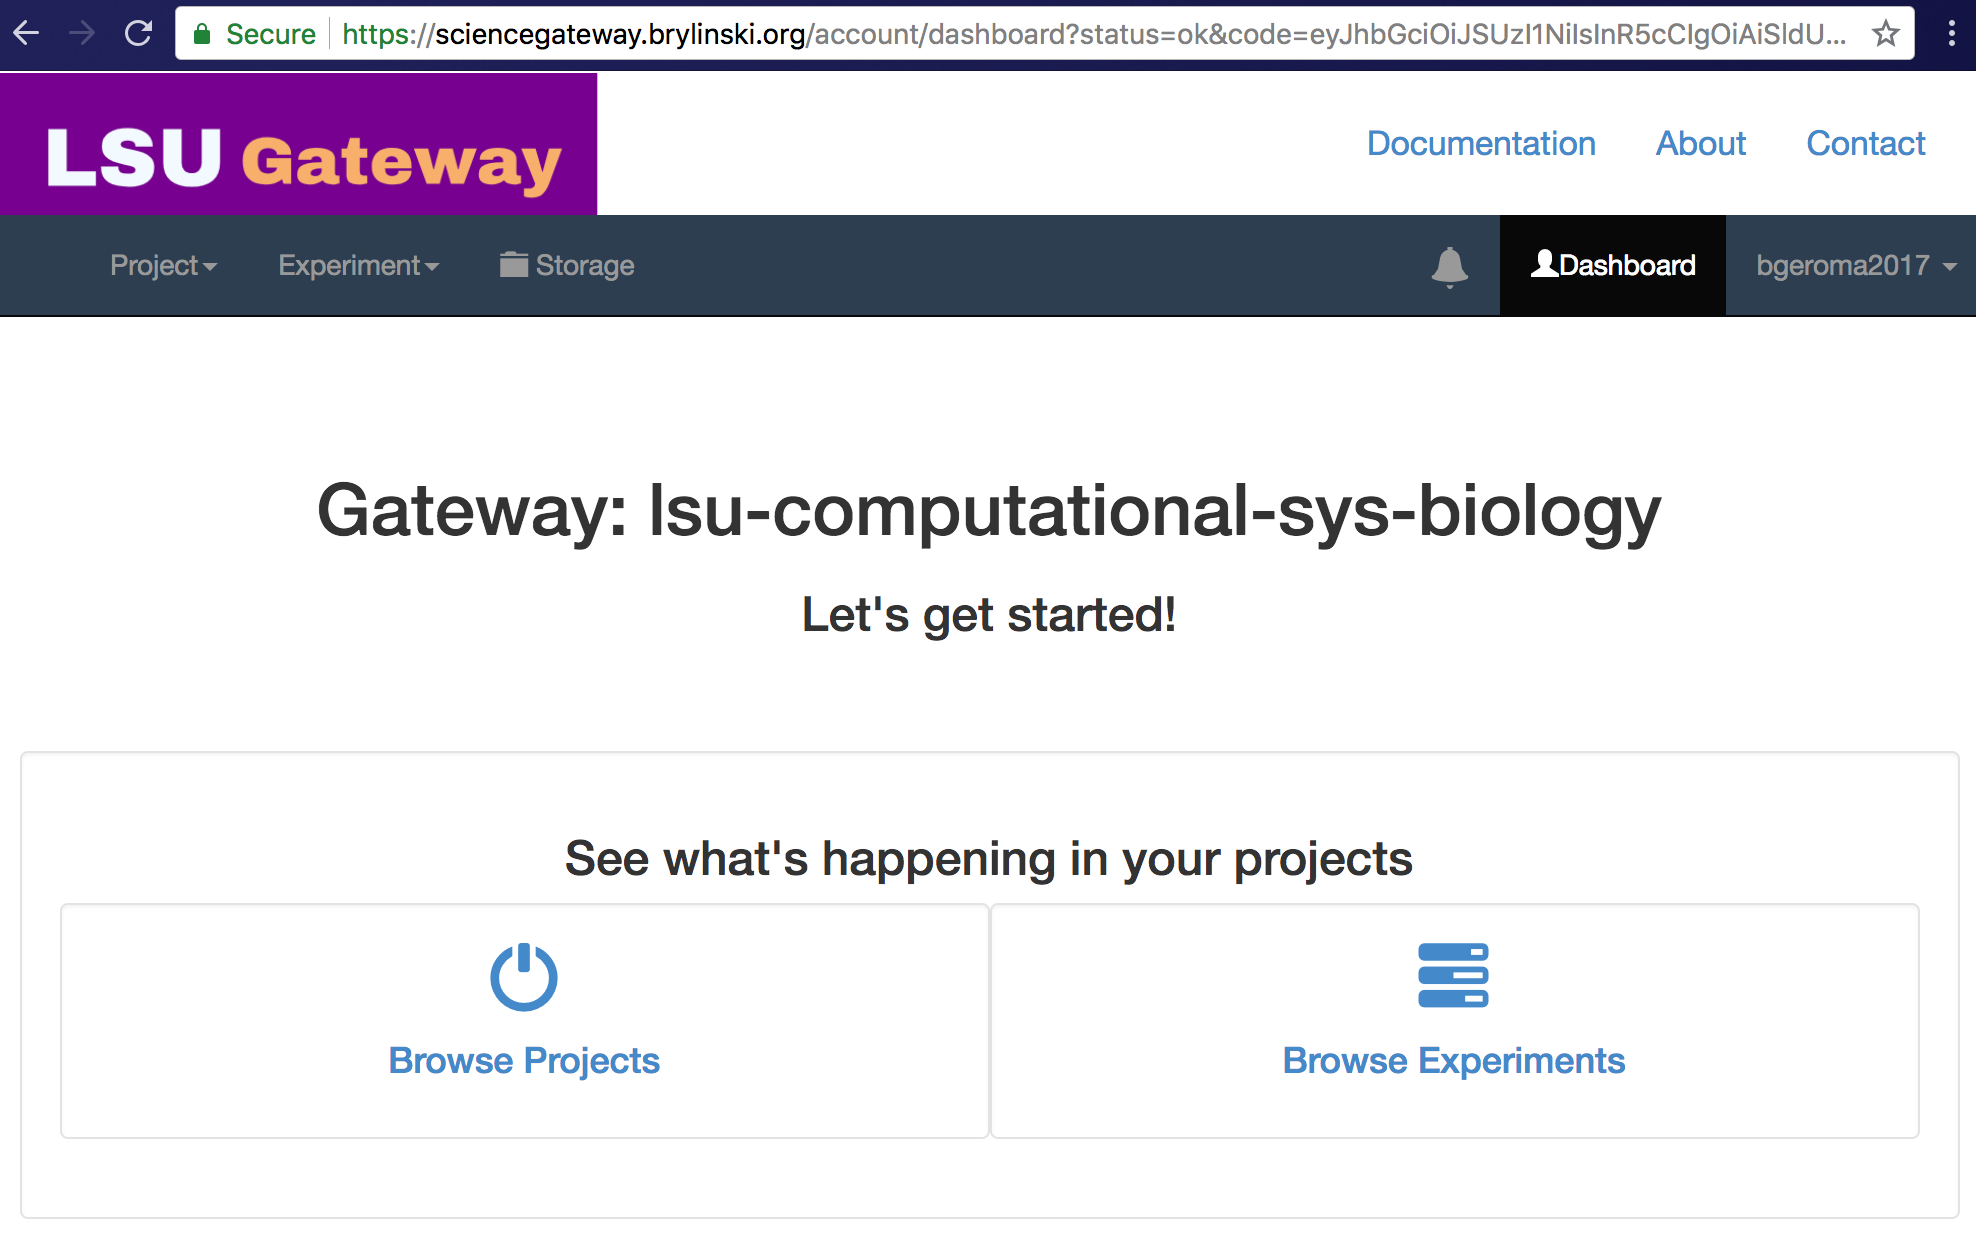 Secure https://sciencegateway.brylinski.org/account/dashboard?status=ok&code=eyJhbGciOiJSUzI1NiIsInR5cCIgOiAiSldU...
LSU Gateway
Documentation About Contact
Project Experiment Storage Dashboard bgeroma2017
Gateway: lsu-computational-sys-biology
Let's get started!
See what's happening in your projects
Browse Projects Browse Experiments